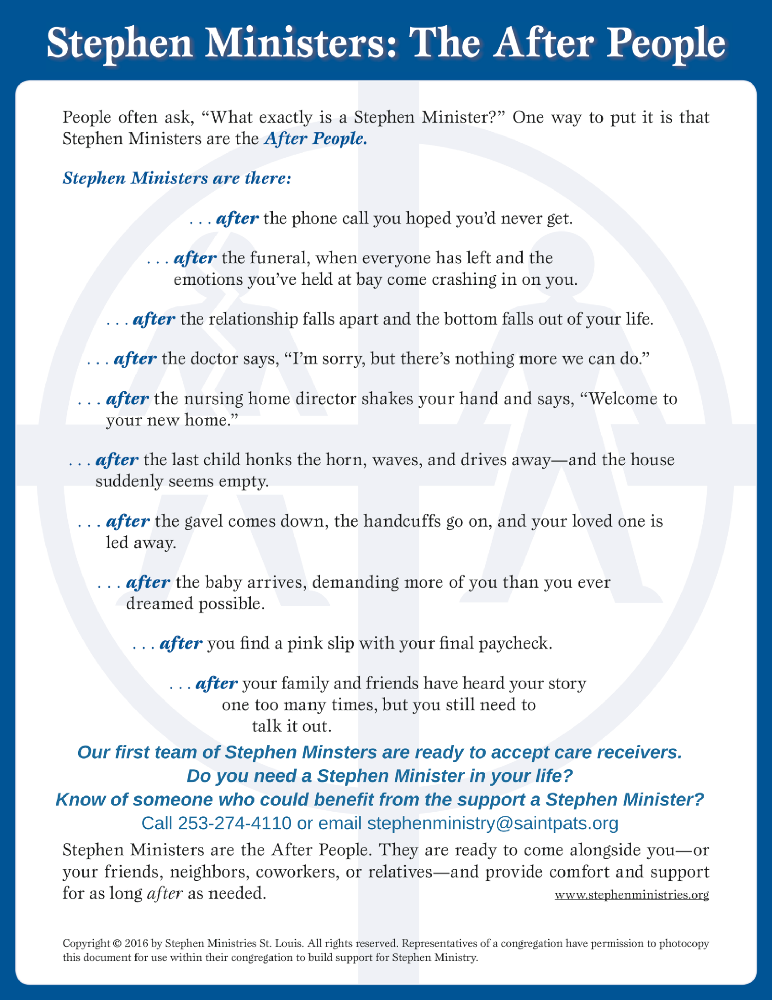 Stephen Ministers: The After People
People often ask, “What exactly is a Stephen Minister?” One way to put it is that
Stephen Ministers are the After People.
Stephen Ministers are there:
. . . after the phone call you hoped you’d never get.
. . . after the funeral, when everyone has left and the
emotions you’ve held at bay come crashing in on you.
. . . after the relationship falls apart and the bottom falls out of your life.
. . . after the doctor says, “I’m sorry, but there’s nothing more we can do.”
. . . after the nursing home director shakes your hand and says, “Welcome to
your new home.”
. . . after the last child honks the horn, waves, and drives away—and the house
suddenly seems empty.
. . . after the gavel comes down, the handcuffs go on, and your loved one is
led away.
. . . after the baby arrives, demanding more of you than you ever
dreamed possible.
. . . after you find a pink slip with your final paycheck.
. . . after your family and friends have heard your story
one too many times, but you still need to
talk it out.
Our first team of Stephen Minsters are ready to accept care receivers.
Do you need a Stephen Minister in your life?
Know of someone who could benefit from the support a Stephen Minister?
Call 253-274-4110 or email stephenministry@saintpats.org
Stephen Ministers are the After People. They are ready to come alongside you—or
your friends, neighbors, coworkers, or relatives—and provide comfort and support
for as long after as needed.
www.stephenministries.org
Copyright © 2016 by Stephen Ministries St. Louis. All rights reserved. Representatives of a congregation have permission to photocopy
this document for use within their congregation to build support for Stephen Ministry.